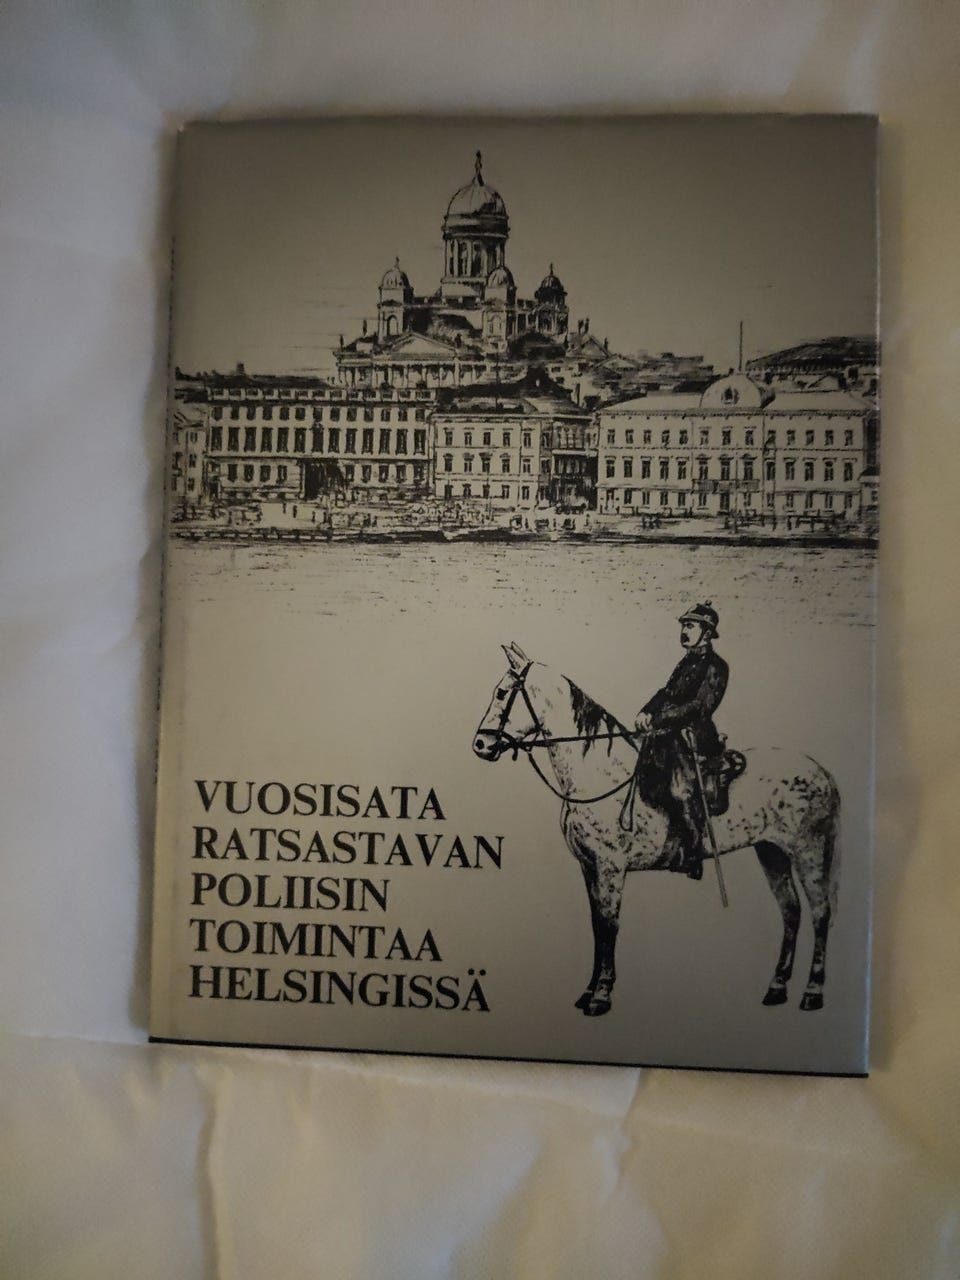 VUOSISATA
RATSASTAVAN
POLIISIN
TOIMINTAA
HELSINGISSÄ